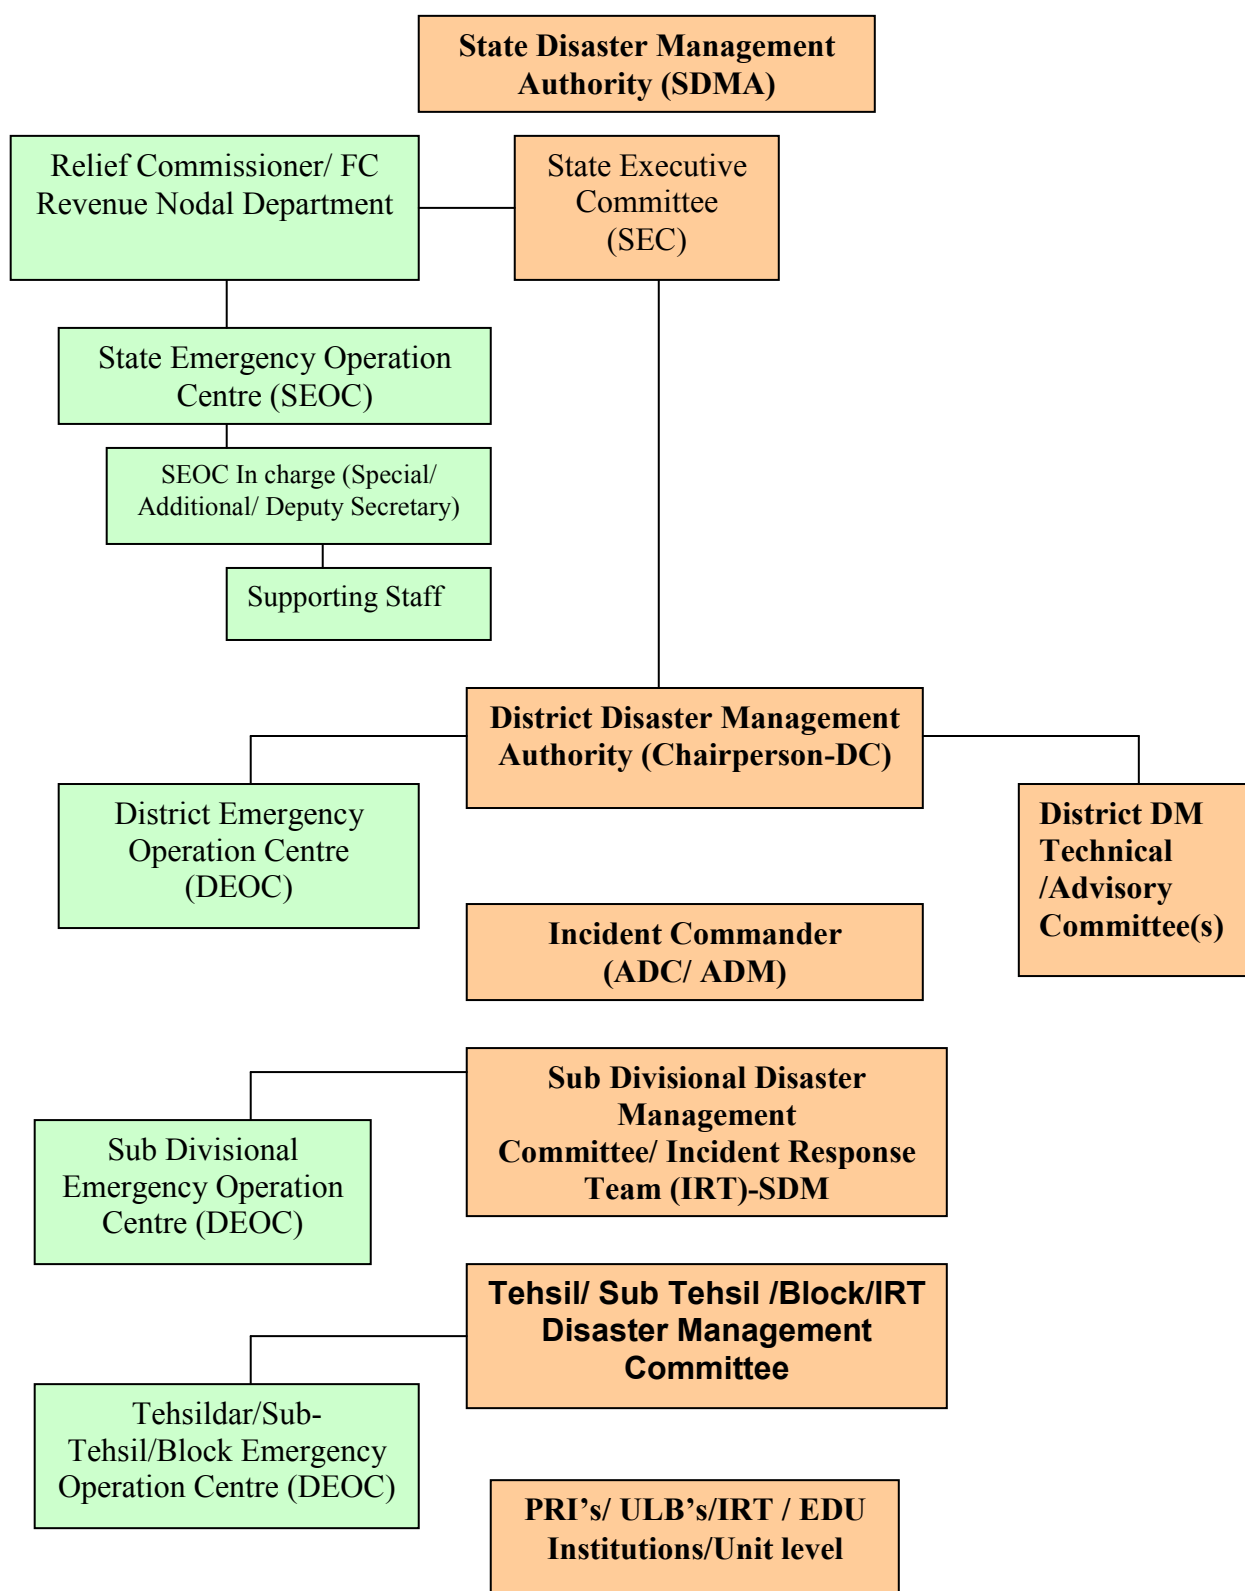 State Disaster Management
Authority (SDMA)
Relief Commissioner/ FC
Revenue Nodal Department
State Executive
Committee
(SEC)
State Emergency Operation
Centre (SEOC)
SEOC In charge (Special/
Additional/ Deputy Secretary)
Supporting Staff
District Disaster Management
Authority (Chairperson-DC)
District Emergency
Operation Centre
(DEOC)
District DM
Technical
/Advisory
Committee(s)
Incident Commander
(ADC/ ADM)
Sub Divisional Disaster
Management
Committee/ Incident Response
Team (IRT)-SDM
Sub Divisional
Emergency Operation
Centre (DEOC)
Tehsil/ Sub Tehsil /Block/IRT
Disaster Management
Committee
Tehsildar/Sub-
Tehsil/Block Emergency
Operation Centre (DEOC)
PRI’s/ ULB’s/IRT / EDU
Institutions/Unit level